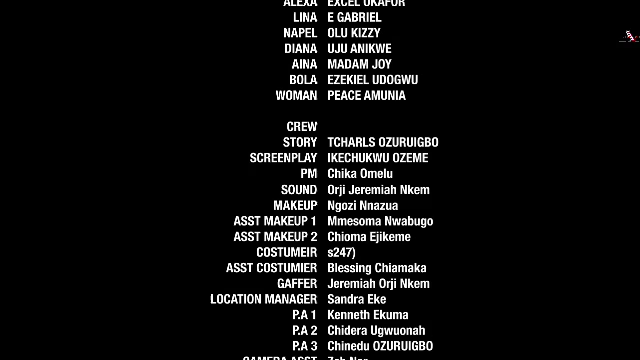 ALEXA EXCEL OKAFOR
LINA E GABRIEL
NAPEL OLU KIZZY
DIANA UJU ANIKWE
AINA MADAM JOY
BOLA EZEKIEL UDOGWU
WOMAN PEACE AMUNIA
CREW
STORY TCHARLS OZURUIGBO
SCREENPLAY IKECHUKWU OZEME
PM Chika Omelu
SOUND Orji Jeremiah Nkem
MAKEUP Ngozi Nnazua
ASST MAKEUP 1 Mmesoma Nwabugo
ASST MAKEUP 2 Chioma Ejikeme
COSTUMEIR s247)
ASST COSTUMIER Blessing Chiamaka
GAFFER Jeremiah Orji Nkem
LOCATION MANAGER Sandra Eke
P.A 1 Kenneth Ekuma
P.A 2 Chidera Ugwuonah
P.A 3 Chinedu OZURUIGBO
CAMERA ASST